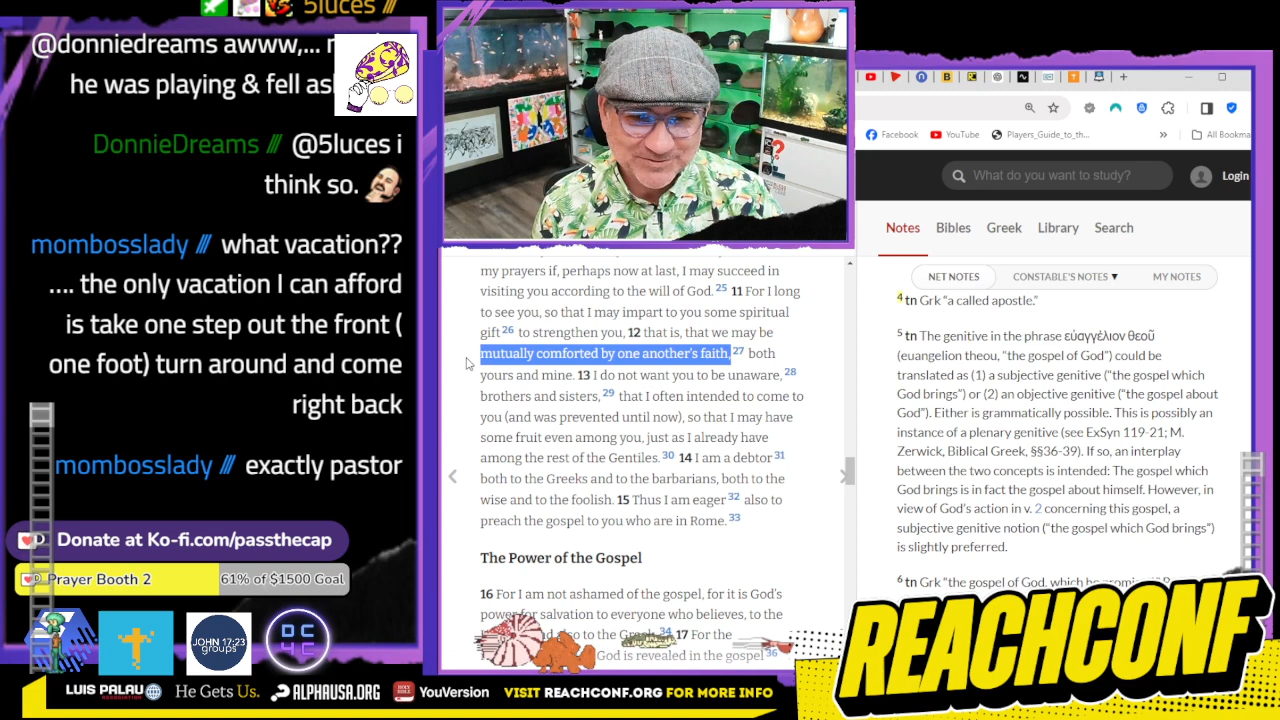 5luces //
@donniedreams awww,...
he was playing & fell as
DonnieDreams /// @5luces i
think so.
mombosslady /// what vacation??
.... the only vacation I can afford
is take one step out the front (
one foot) turn around and come
right back
mombosslady /// exactly pastor
Donate at Ko-fi.com/passthecap
Prayer Booth 2
61% of $1500 Goal
JOHN 17:23
groups
DC
4C
my prayers if, perhaps now at last, I may succeed in
visiting you according to the will of God. 25 11 For I long
to see you, so that I may impart to you some spiritual
gift 26 to strengthen you, 12 that is, that we may be
mutually comforted by one another's faith, 27 both
yours and mine. 13 I do not want you to be unaware, 28
brothers and sisters, 29 that I often intended to come to
you (and was prevented until now), so that I may have
some fruit even among you, just as I already have
among the rest of the Gentiles. 30 14 I am a debtor 31
both to the Greeks and to the barbarians, both to the
wise and to the foolish. 15 Thus I am eager 32 also to
preach the gospel to you who are in Rome. 33
The Power of the Gospel
16 For I am not ashamed of the gospel, for it is God's
power for salvation to everyone who believes, to the
34 17 For the
God is revealed in the gospel 36
Facebook
YouTube
Players_Guide_to_th...
»
All Bookma
What do you want to study?
Login
Notes
Bibles
Greek
Library
Search
NET NOTES
CONSTABLE'S NOTES ▼
MY NOTES
4 tn Grk “a called apostle.”
5 tn The genitive in the phrase εὐαγγέλιον θεοῦ
(euangelion theou, “the gospel of God”) could be
translated as (1) a subjective genitive (“the gospel which
God brings”) or (2) an objective genitive (“the gospel about
God”). Either is grammatically possible. This is possibly an
instance of a plenary genitive (see ExSyn 119-21; M.
Zerwick, Biblical Greek, §§36-39). If so, an interplay
between the two concepts is intended: The gospel which
God brings is in fact the gospel about himself. However, in
view of God's action in v. 2 concerning this gospel, a
subjective genitive notion (“the gospel which God brings”)
is slightly preferred.
6 tn Grk “the gospel of God, which he
REACHCONF
LUIS PALAU
He Gets Us.
ALPHAUSA.ORG
HOLY BIBLE
YouVersion
VISIT REACHCONF.ORG FOR MORE INFO